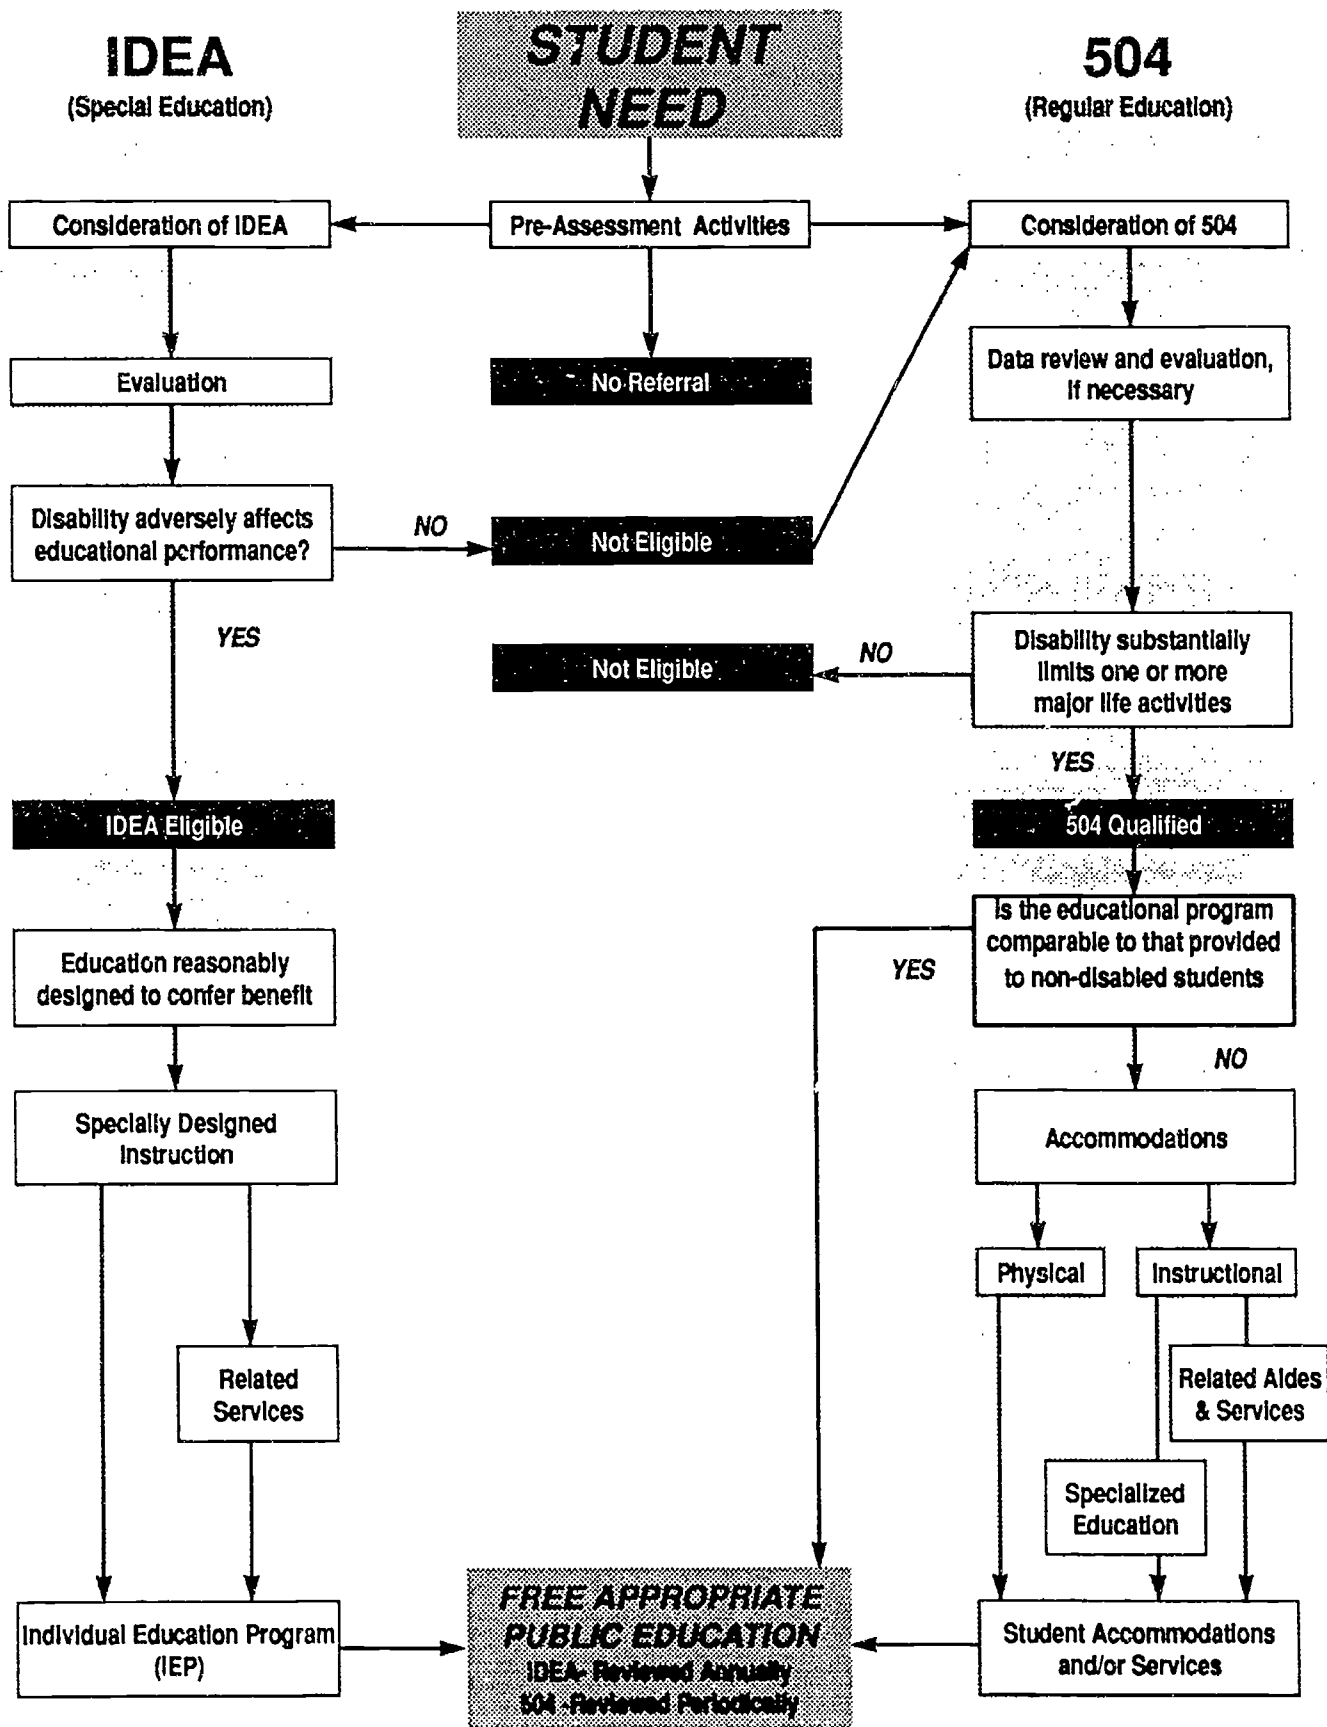 IDEA
(Special Education)
STUDENT
NEED
504
(Regular Education)
Consideration of IDEA
Pre-Assessment Activities
Consideration of 504
Evaluation
No Referral
Data review and evaluation,
If necessary
Disability adversely affects
educational performance?
NO
Not Eligible
YES
Not Eligible
NO
Disability substantially
limits one or more
major life activities
YES
IDEA Eligible
504 Qualified
Is the educational program
comparable to that provided
to non-disabled students
YES
NO
Education reasonably
designed to confer benefit
Specially Designed
Instruction
Accommodations
Physical
Instructional
Related
Services
Related Aides
& Services
Specialized
Education
Individual Education Program
(IEP)
FREE APPROPRIATE
PUBLIC EDUCATION
IDEA- Reviewed Annually
504 -Reviewed Periodically
Student Accommodations
and/or Services